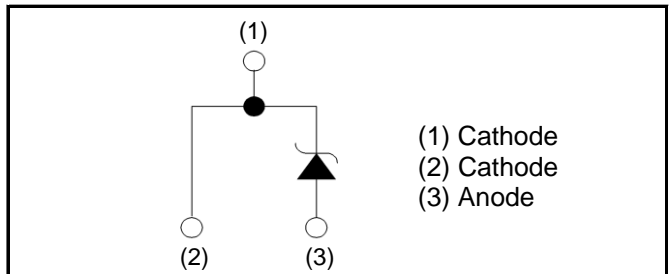 (1)
(1) Cathode
(2) Cathode
(3) Anode
(2) (3)